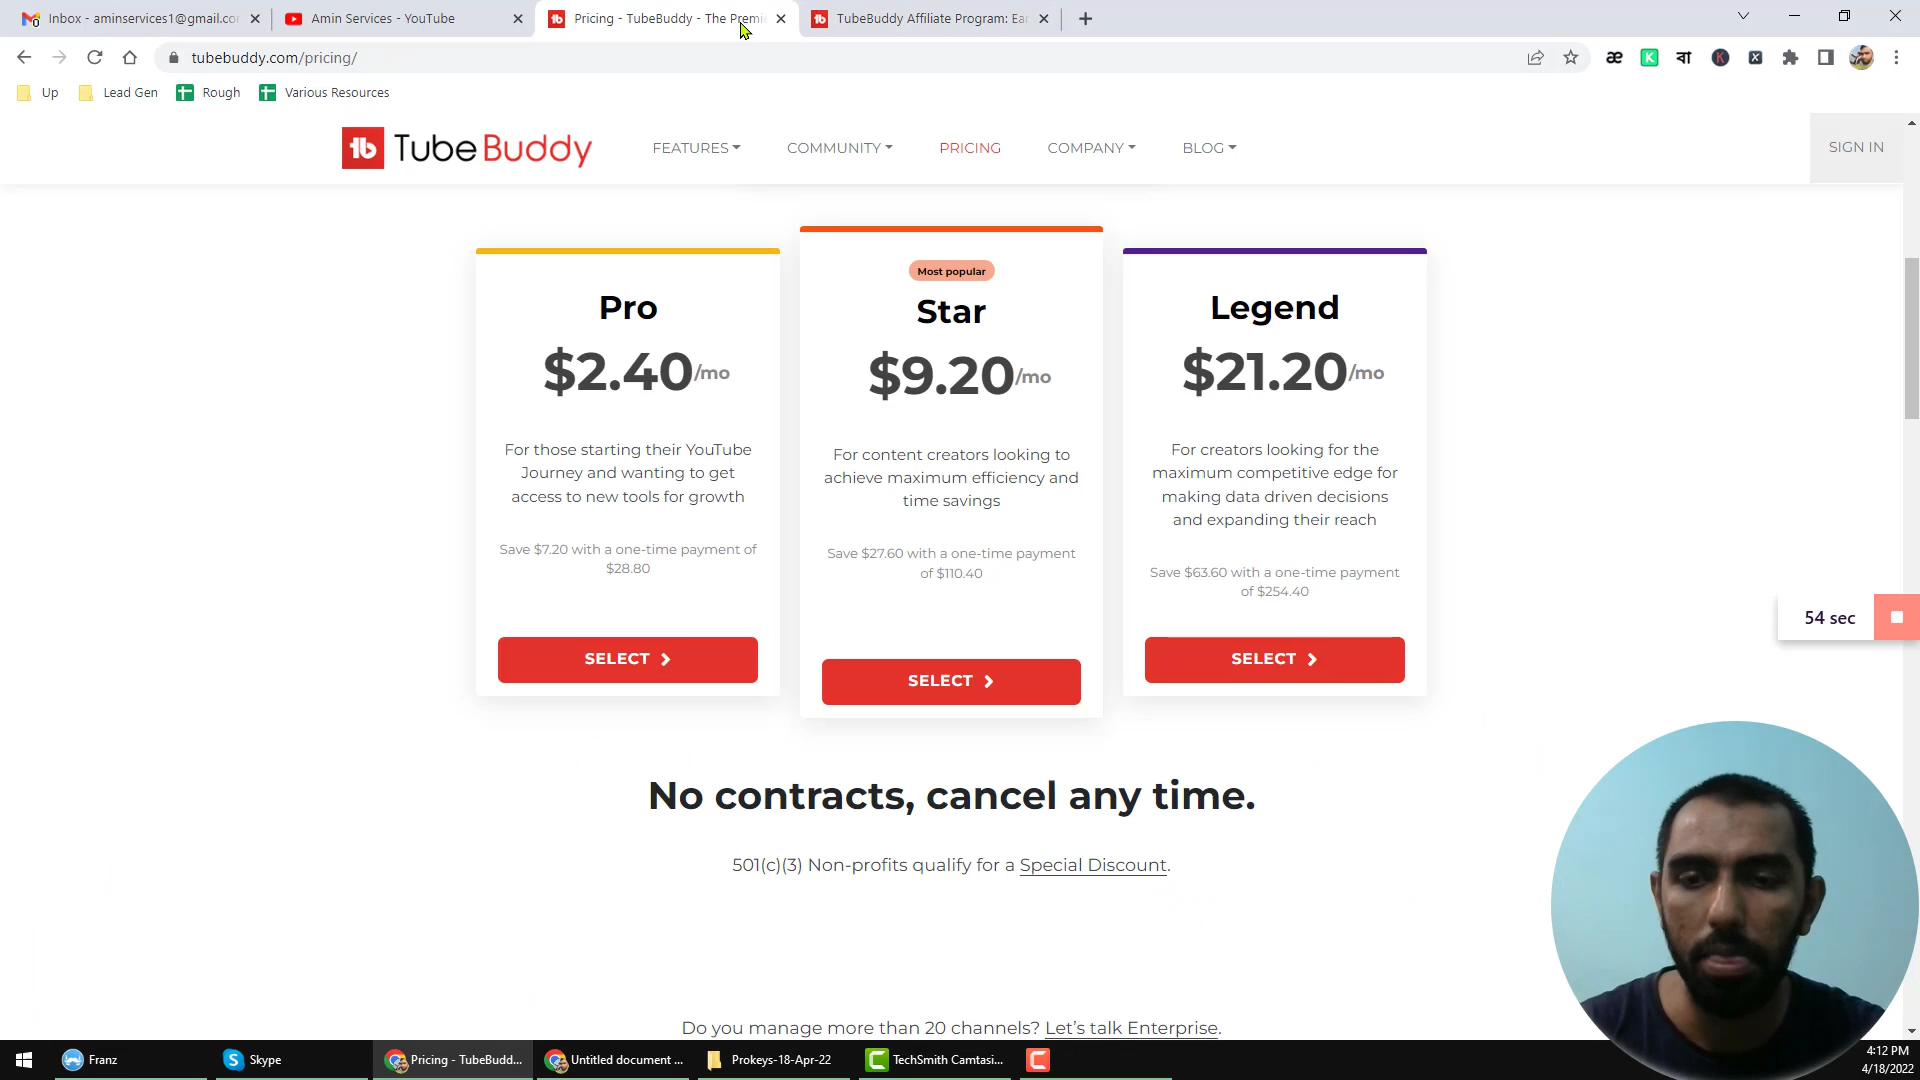 Inbox - aminservices1@gmail.co
Amin Services - YouTube
Pricing - TubeBuddy - The Premi
TubeBuddy Affiliate Program: Ea
tubebuddy.com/pricing/
Up
Lead Gen
Rough
Various Resources
TubeBuddy
FEATURES
COMMUNITY
PRICING
COMPANY
BLOG
SIGN IN
Pro
$2.40/mo
For those starting their YouTube
Journey and wanting to get
access to new tools for growth
Save $7.20 with a one-time payment of
$28.80
SELECT
Most popular
Star
$9.20/mo
For content creators looking to
achieve maximum efficiency and
time savings
Save $27.60 with a one-time payment
of $110.40
SELECT
Legend
$21.20/mo
For creators looking for the
maximum competitive edge for
making data driven decisions
and expanding their reach
Save $63.60 with a one-time payment
of $254.40
SELECT
54 sec
No contracts, cancel any time.
501(c)(3) Non-profits qualify for a Special Discount.
Do you manage more than 20 channels? Let's talk Enterprise.
Franz
Skype
Pricing - TubeBudd...
Untitled document ...
Prokeys-18-Apr-22
TechSmith Camtasi...
4:12 PM
4/18/2022